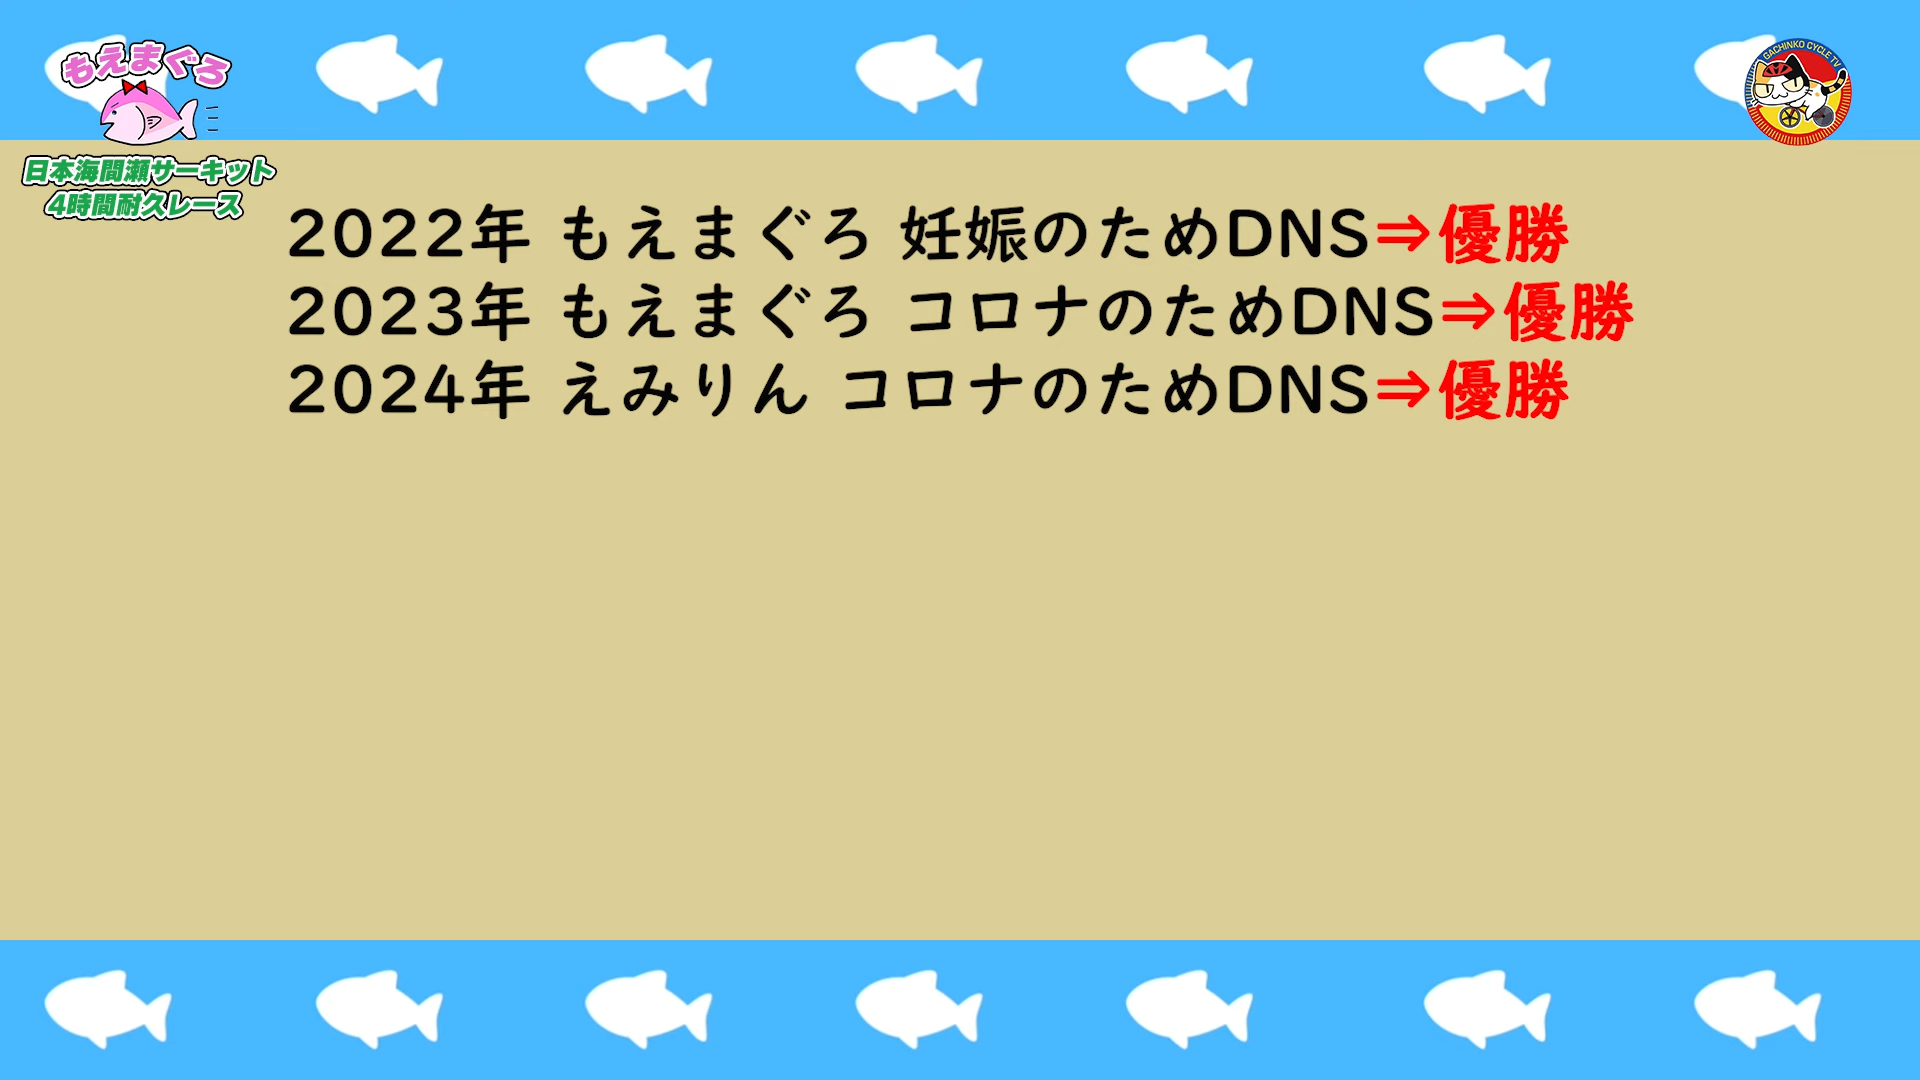 もえまぐろ
日本海間瀬サーキット
4時間耐久レース
GACHINKO CYCLE TV
2022年 もえまぐろ 妊娠のためDNS⇒優勝
2023年 もえまぐろ コロナのためDNS⇒優勝
2024年 えみりん コロナのためDNS⇒優勝